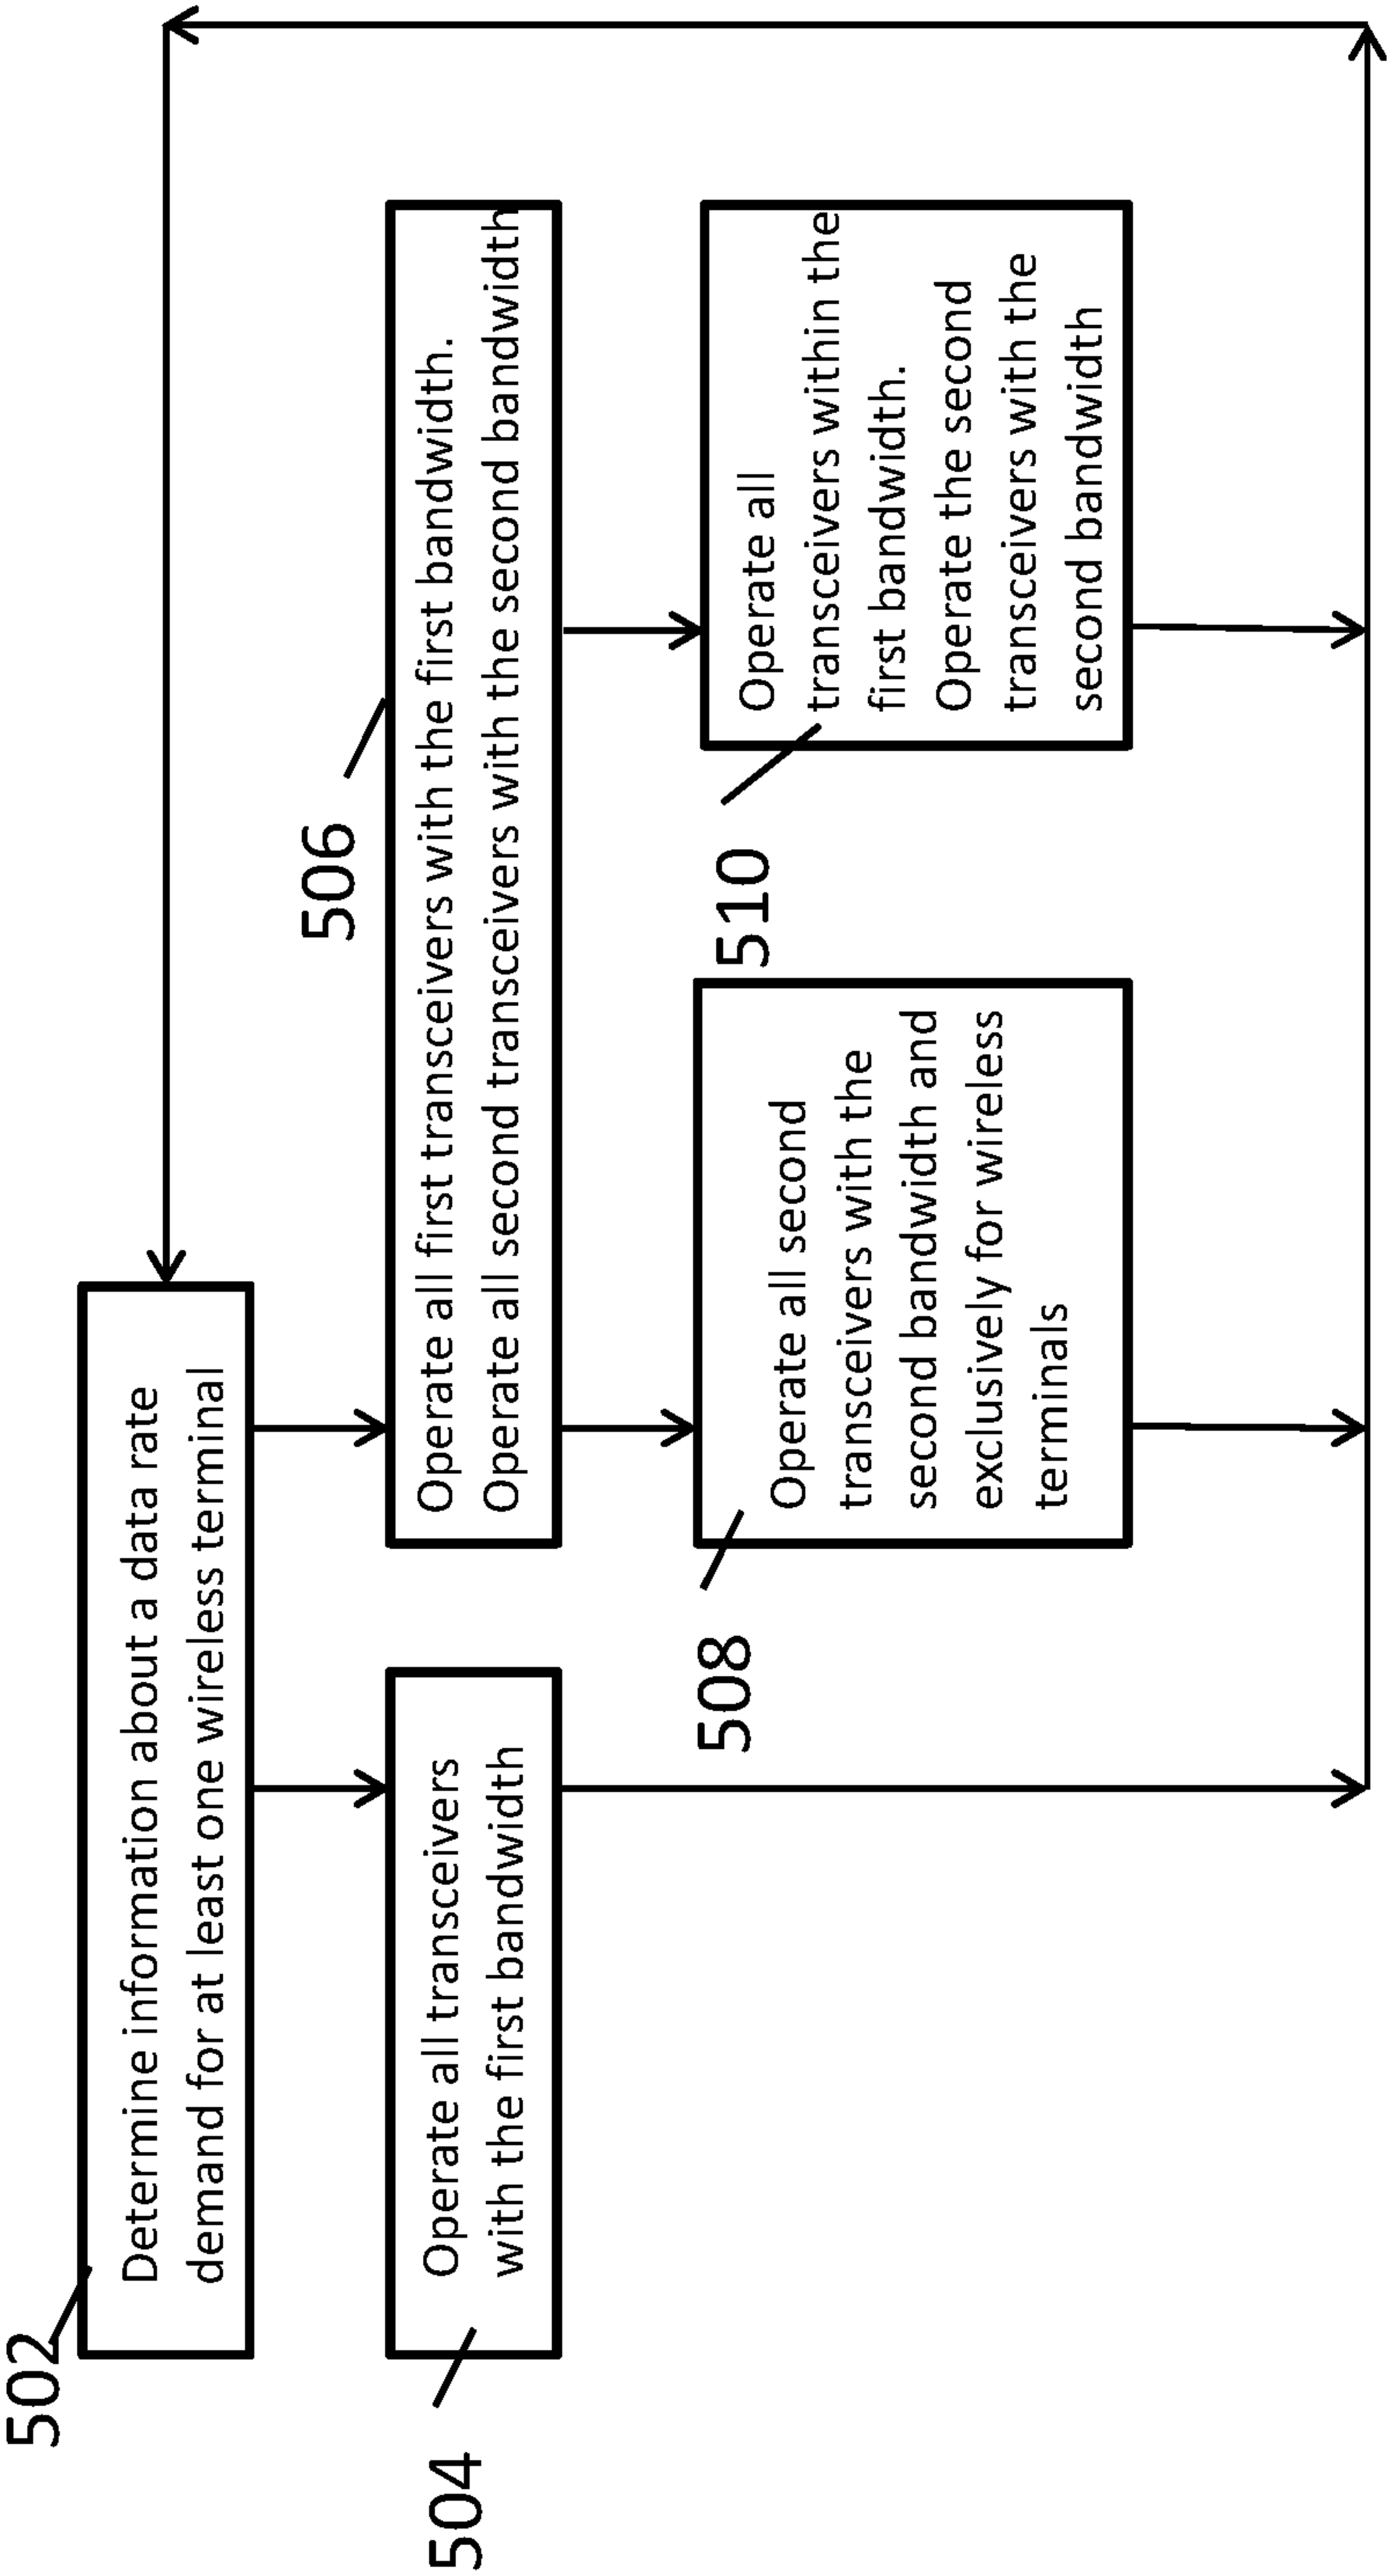 502
Determine information about a data rate
demand for at least one wireless terminal
504
Operate all transceivers
with the first bandwidth
506
Operate all first transceivers with the first bandwidth.
Operate all second transceivers with the second bandwidth
508
Operate all second
transceivers with the
second bandwidth and
exclusively for wireless
terminals
510
Operate all
transceivers within the
first bandwidth.
Operate the second
transceivers with the
second bandwidth